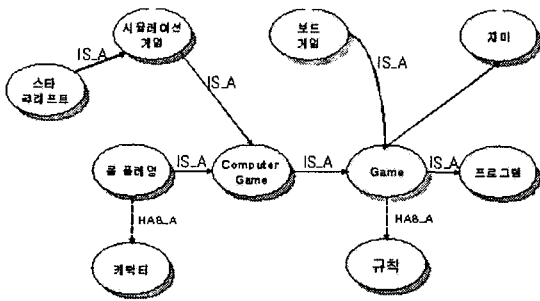 시뮬레이션
게임
보드
게임
재미
IS_A
IS_A
IS_A
스타
크래프트
롤 플레잉
IS_A
Computer
Game
IS_A
Game
IS_A
프로그램
HAS_A
HAS_A
캐릭터
규칙